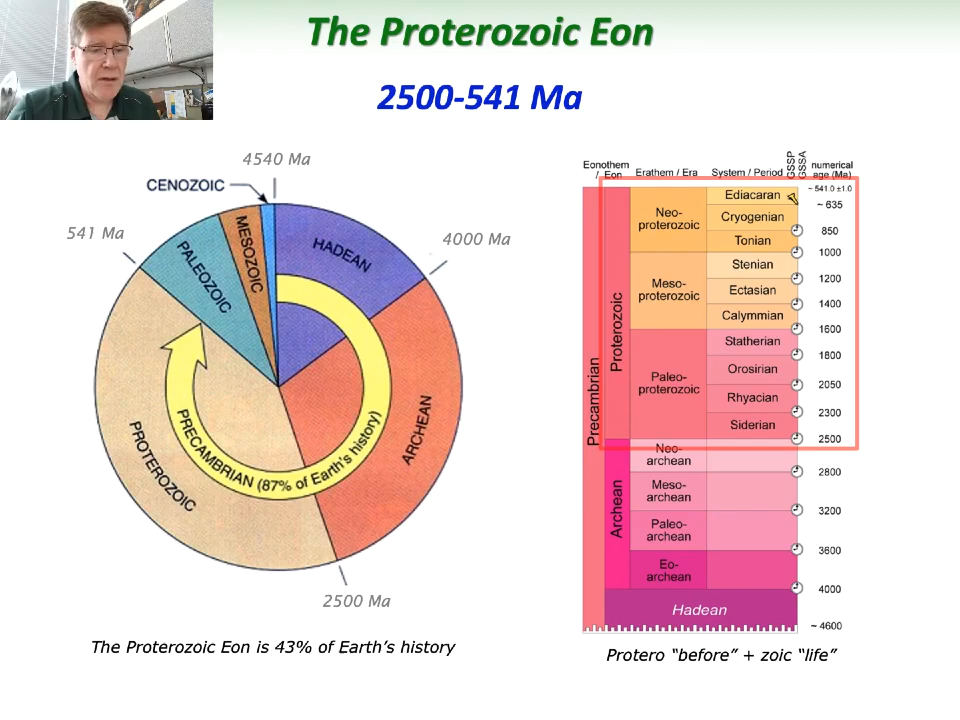 The Proterozoic Eon
2500-541 Ma
4540 Ma
CENOZOIC
541 Ma
MESOZOIC
PALEOZOIC
HADEAN
4000 Ma
PRECAMBRIAN (87% of Earth's history)
ARCHEAN
PROTEROZOIC
2500 Ma
The Proterozoic Eon is 43% of Earth's history
Eonothem / Eon
Erathem / Era
System / Period
GSSP
GSSA
numerical
age (Ma)
Precambrian
Proterozoic
Neo-
proterozoic
Ediacaran
~ 541.0 ±1.0
~ 635
Cryogenian
850
Tonian
1000
Meso-
proterozoic
Stenian
1200
Ectasian
1400
Calymmian
1600
Paleo-
proterozoic
Statherian
1800
Orosirian
2050
Rhyacian
2300
Siderian
2500
Archean
Neo-
archean
2800
Meso-
archean
3200
Paleo-
archean
3600
Eo-
archean
4000
Hadean
~ 4600
Protero “before” + zoic “life”